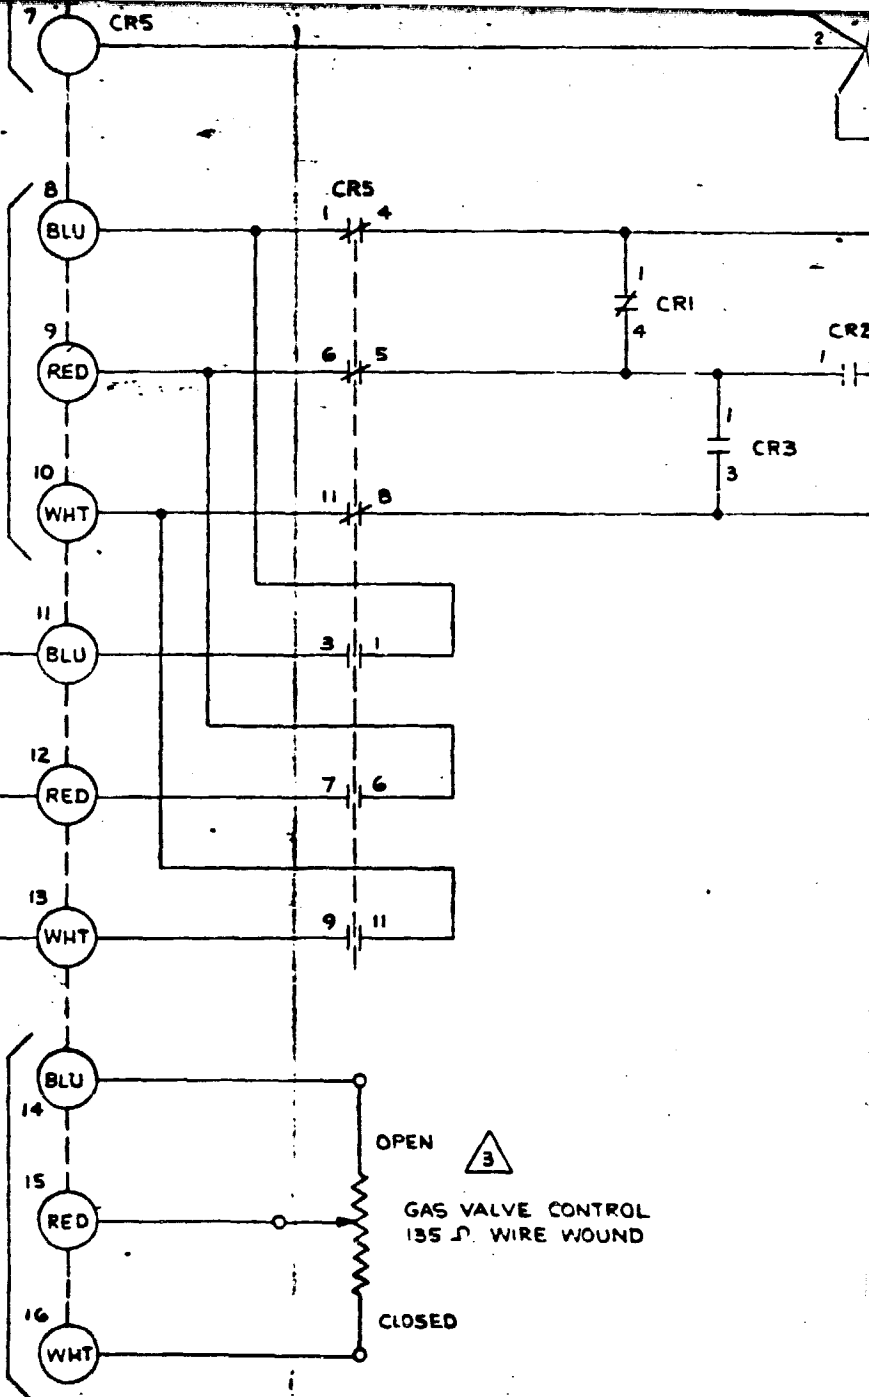 7 CR5
2
8
CR5
BLU 1 4
1
CR1
4
9
CR2
RED 6 5 1
1
CR3
3
10
WHT 11 8
11
BLU 3 1
12
RED 7 6
13
WHT 9 11
BLU
14
OPEN 3
15
RED
GAS VALVE CONTROL
135 Ω WIRE WOUND
16
CLOSED
WHT